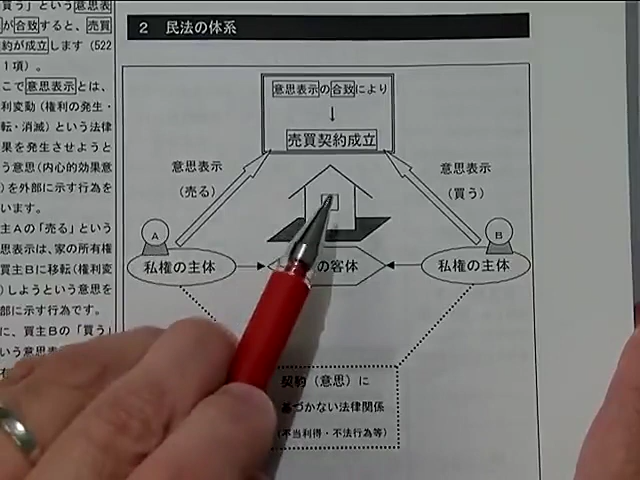 買う」という意思表
が合致すると、売買
約が成立します（522
１項）。
こで意思表示とは、
利変動（権利の発生・
転・消滅）という法律
果を発生させようと
う意思（内心的効果意
）を外部に示す行為を
います。
主Ａの「売る」という
思表示は、家の所有権
買主Ｂに移転（権利変
）しようという意思を
部に示す行為です。
に、買主Ｂの「買う」
いう意思表
２　民法の体系
意思表示の合致により
↓
売買契約成立
意思表示
（売る）
意思表示
（買う）
A
B
私権の主体
の客体
私権の主体
契約（意思）に
基づかない法律関係
（不当利得・不法行為等）